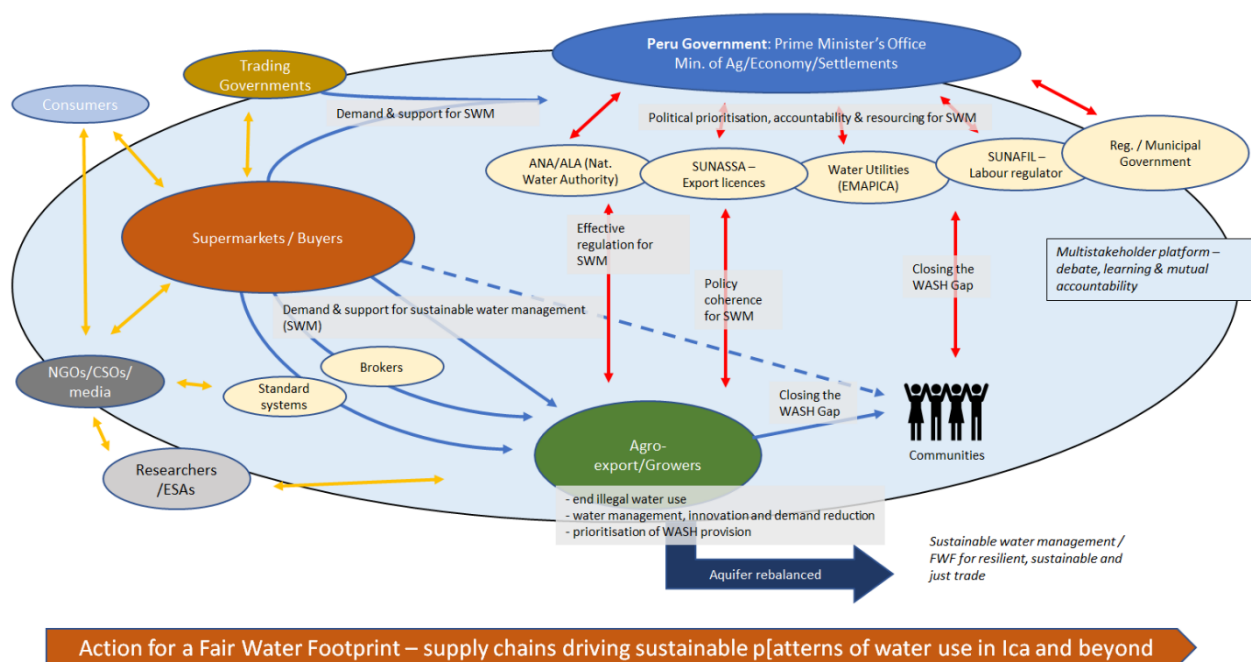 Peru Government: Prime Minister's Office
Min. of Ag/Economy/Settlements
Trading
Governments
Consumers
Demand & support for SWM
Political prioritisation, accountability & resourcing for SWM
ANA/ALA (Nat.
Water Authority)
SUNASSA –
Export licences
Water Utilities
(EMAPICA)
SUNAFIL –
Labour regulator
Reg. / Municipal
Government
Supermarkets / Buyers
Effective
regulation for
SWM
Policy
coherence
for SWM
Closing the
WASH Gap
Multistakeholder platform –
debate, learning & mutual
accountability
Demand & support for sustainable water management
(SWM)
Brokers
NGOs/CSOs/
media
Standard
systems
Closing the
WASH Gap
Agro-
export/Growers
Communities
Researchers
/ESAs
- end illegal water use
- water management, innovation and demand reduction
- prioritisation of WASH provision
Sustainable water management /
FWF for resilient, sustainable and
just trade
Aquifer rebalanced
Action for a Fair Water Footprint – supply chains driving sustainable p[atterns of water use in Ica and beyond